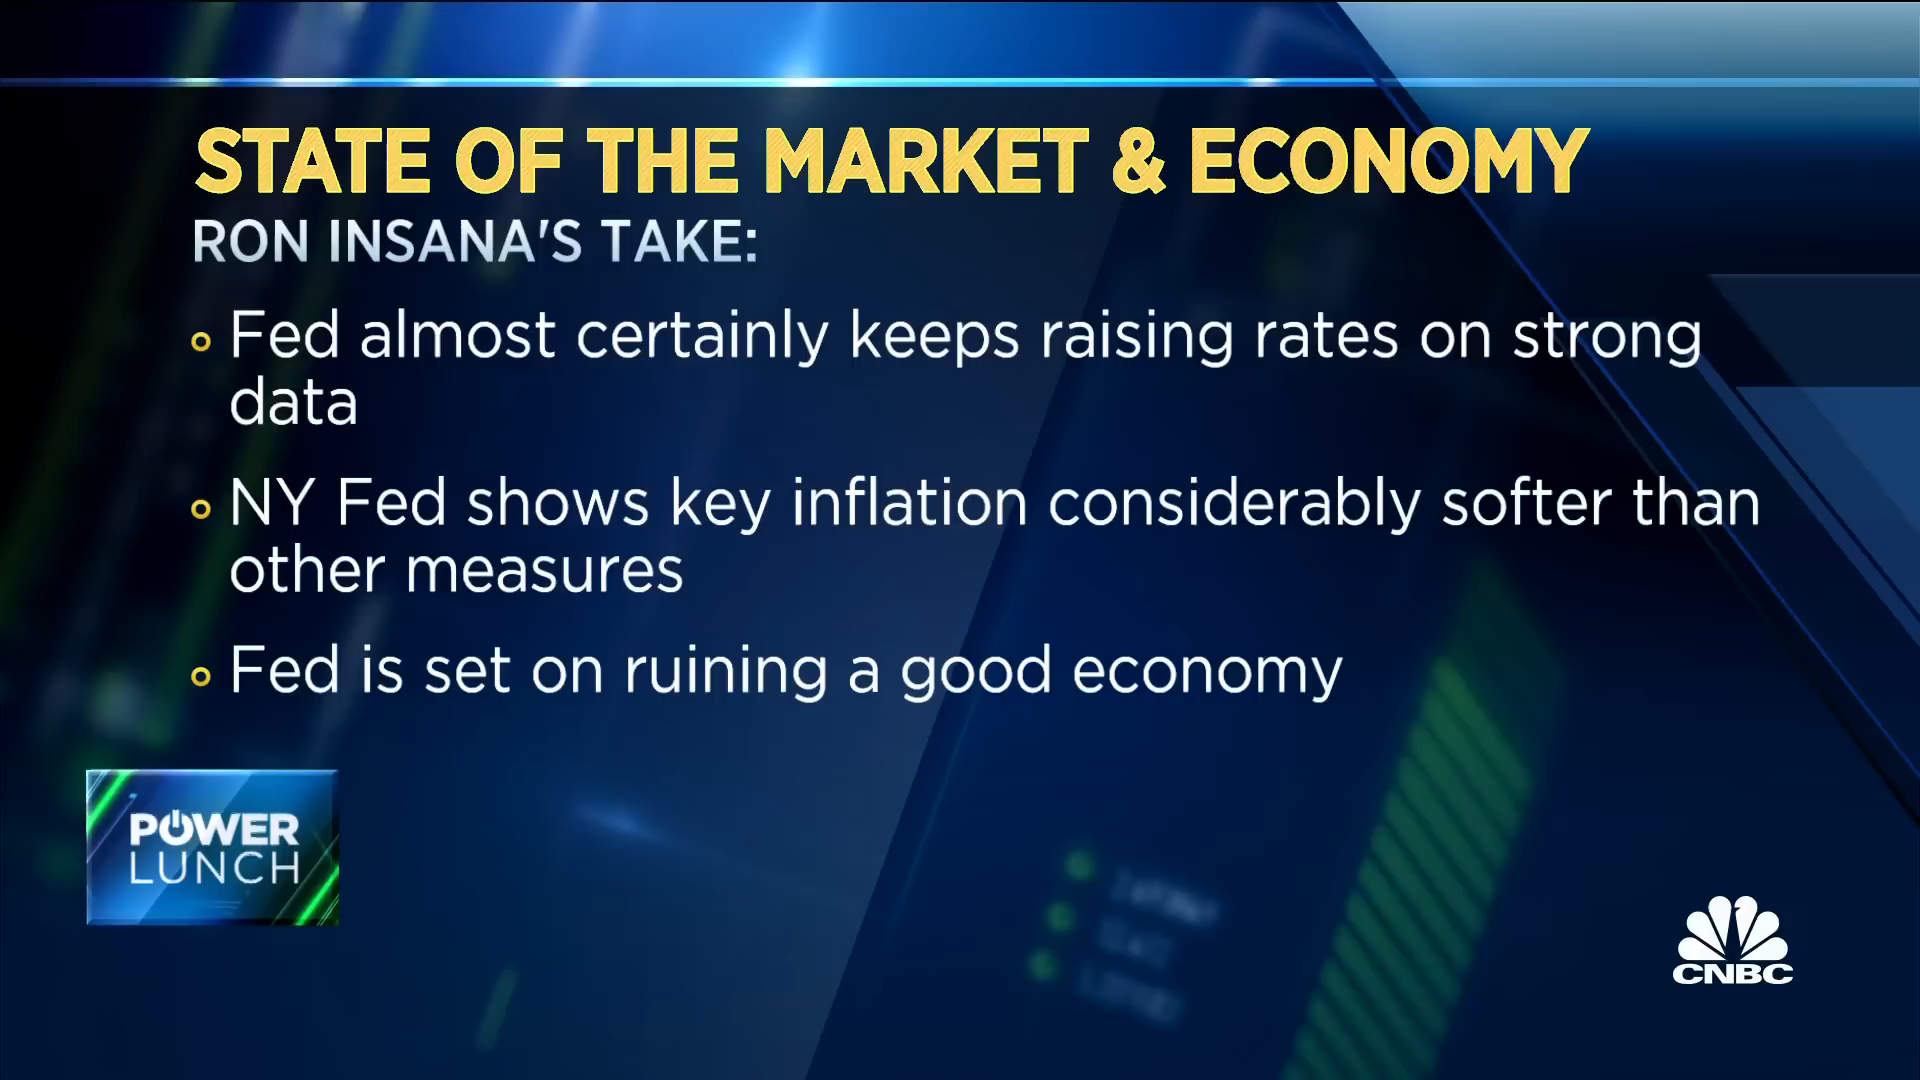 STATE OF THE MARKET & ECONOMY
RON INSANA'S TAKE:
Fed almost certainly keeps raising rates on strong
data
NY Fed shows key inflation considerably softer than
other measures
Fed is set on ruining a good economy
POWER
LUNCH
CNBC